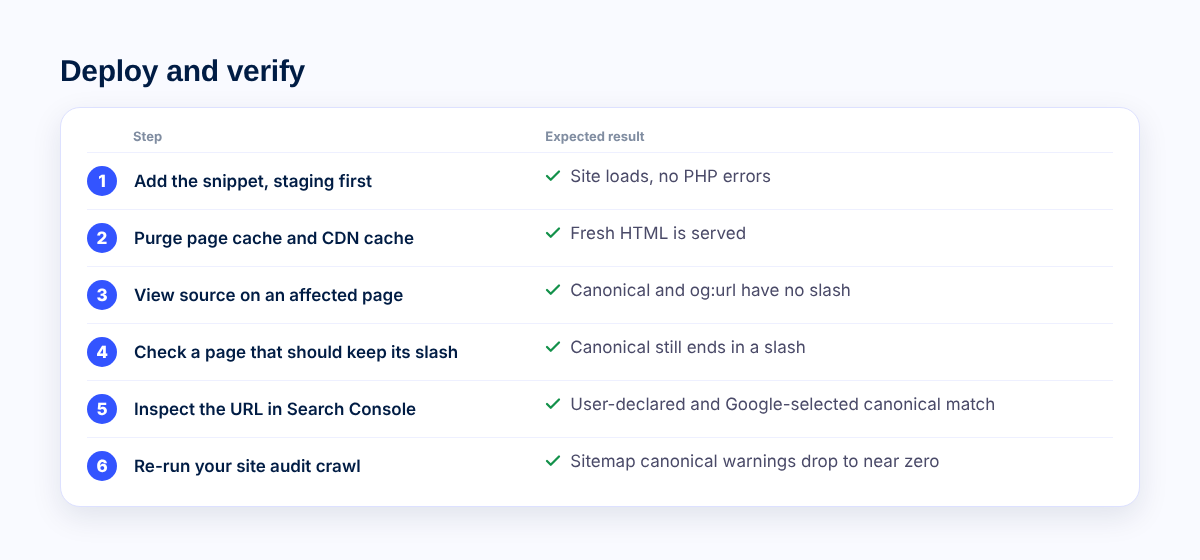 Deploy and verify
Step Expected result
1 Add the snippet, staging first Site loads, no PHP errors
2 Purge page cache and CDN cache Fresh HTML is served
3 View source on an affected page Canonical and og:url have no slash
4 Check a page that should keep its slash Canonical still ends in a slash
5 Inspect the URL in Search Console User-declared and Google-selected canonical match
6 Re-run your site audit crawl Sitemap canonical warnings drop to near zero